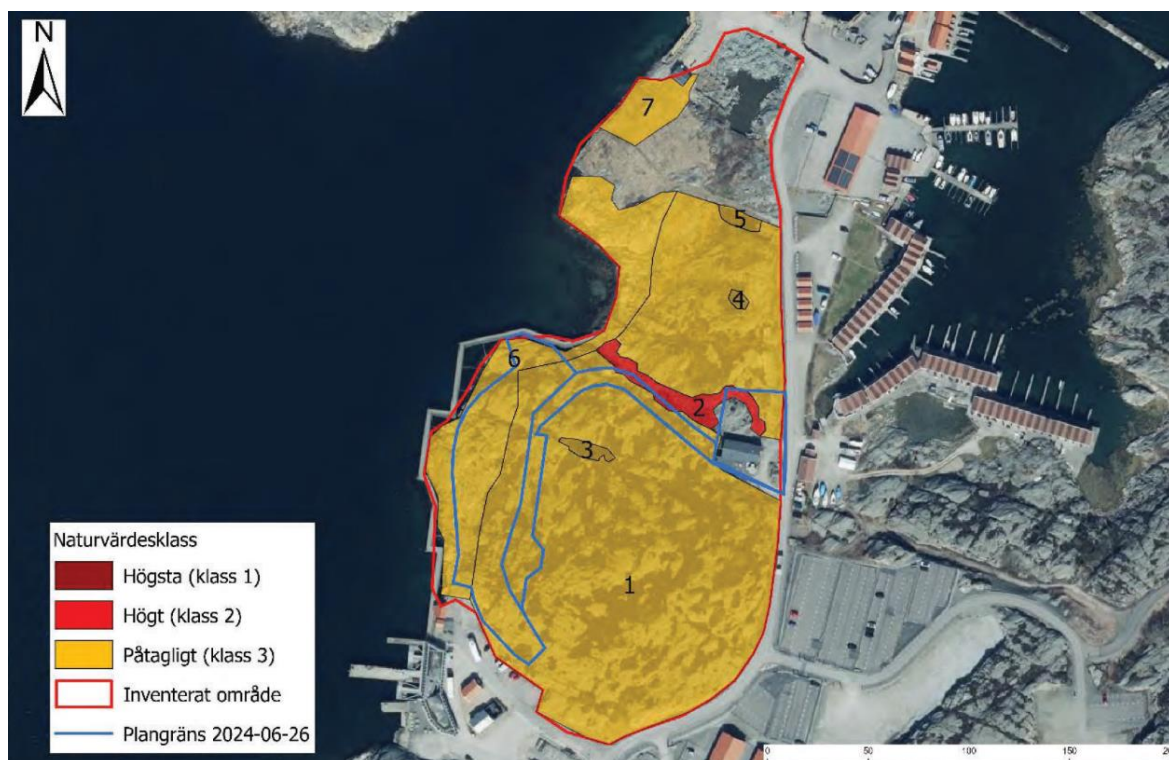 N
7
5
4
6
2
3
1
Naturvärdesklass
Högsta (klass 1)
Högt (klass 2)
Påtagligt (klass 3)
Inventerat område
Plangräns 2024-06-26
0 50 100 150 200